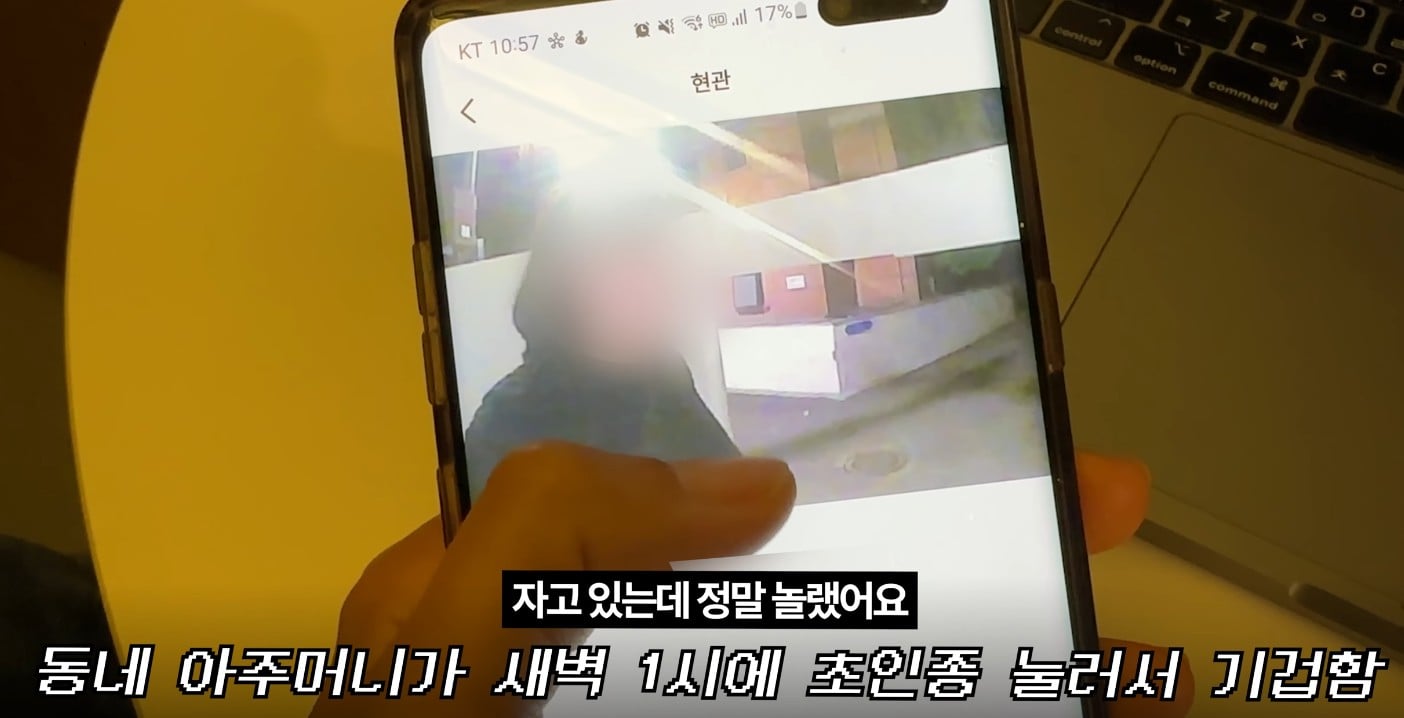 KT 10:57 HD 17%
현관
control
option
command
Z
X
D
C
자고 있는데 정말 놀랬어요
동네 아주머니가 새벽 1시에 초인종 눌러서 기겁함